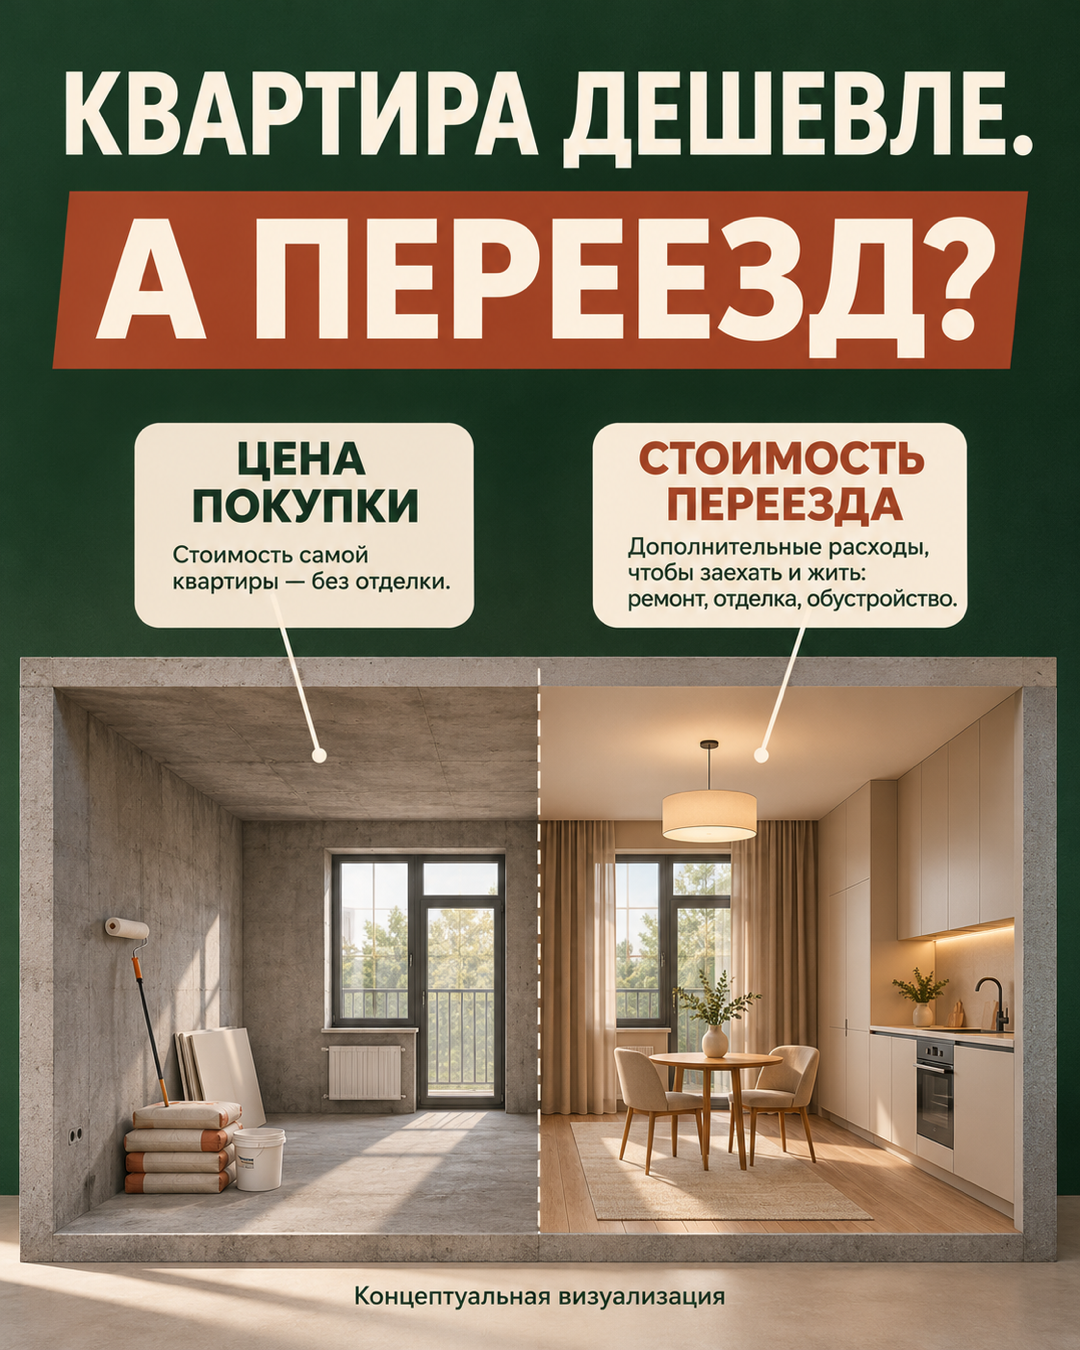 КВАРТИРА ДЕШЕВЛЕ.
А ПЕРЕЕЗД?
ЦЕНА
ПОКУПКИ
Стоимость самой
квартиры — без отделки.
СТОИМОСТЬ
ПЕРЕЕЗДА
Дополнительные расходы,
чтобы заехать и жить:
ремонт, отделка, обустройство.
Концептуальная визуализация